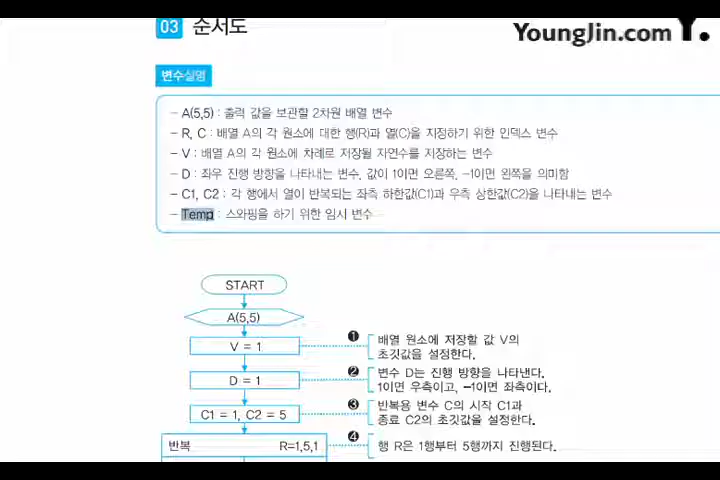 03 순서도
YoungJin.com Y.
변수설명
– A(5,5) : 출력 값을 보관할 2차원 배열 변수
– R, C : 배열 A의 각 원소에 대한 행(R)과 열(C)을 지정하기 위한 인덱스 변수
– V : 배열 A의 각 원소에 차례로 저장될 자연수를 저장하는 변수
– D : 좌우 진행 방향을 나타내는 변수, 값이 1이면 오른쪽, –1이면 왼쪽을 의미함
– C1, C2 : 각 행에서 열이 반복되는 좌측 하한값(C1)과 우측 상한값(C2)을 나타내는 변수
– Temp : 스와핑을 하기 위한 임시 변수
START
A(5,5)
V = 1
❶ 배열 원소에 저장할 값 V의
초깃값을 설정한다.
D = 1
❷ 변수 D는 진행 방향을 나타낸다.
1이면 우측이고, –1이면 좌측이다.
C1 = 1, C2 = 5
❸ 반복용 변수 C의 시작 C1과
종료 C2의 초깃값을 설정한다.
반복 R=1,5,1
❹ 행 R은 1행부터 5행까지 진행된다.